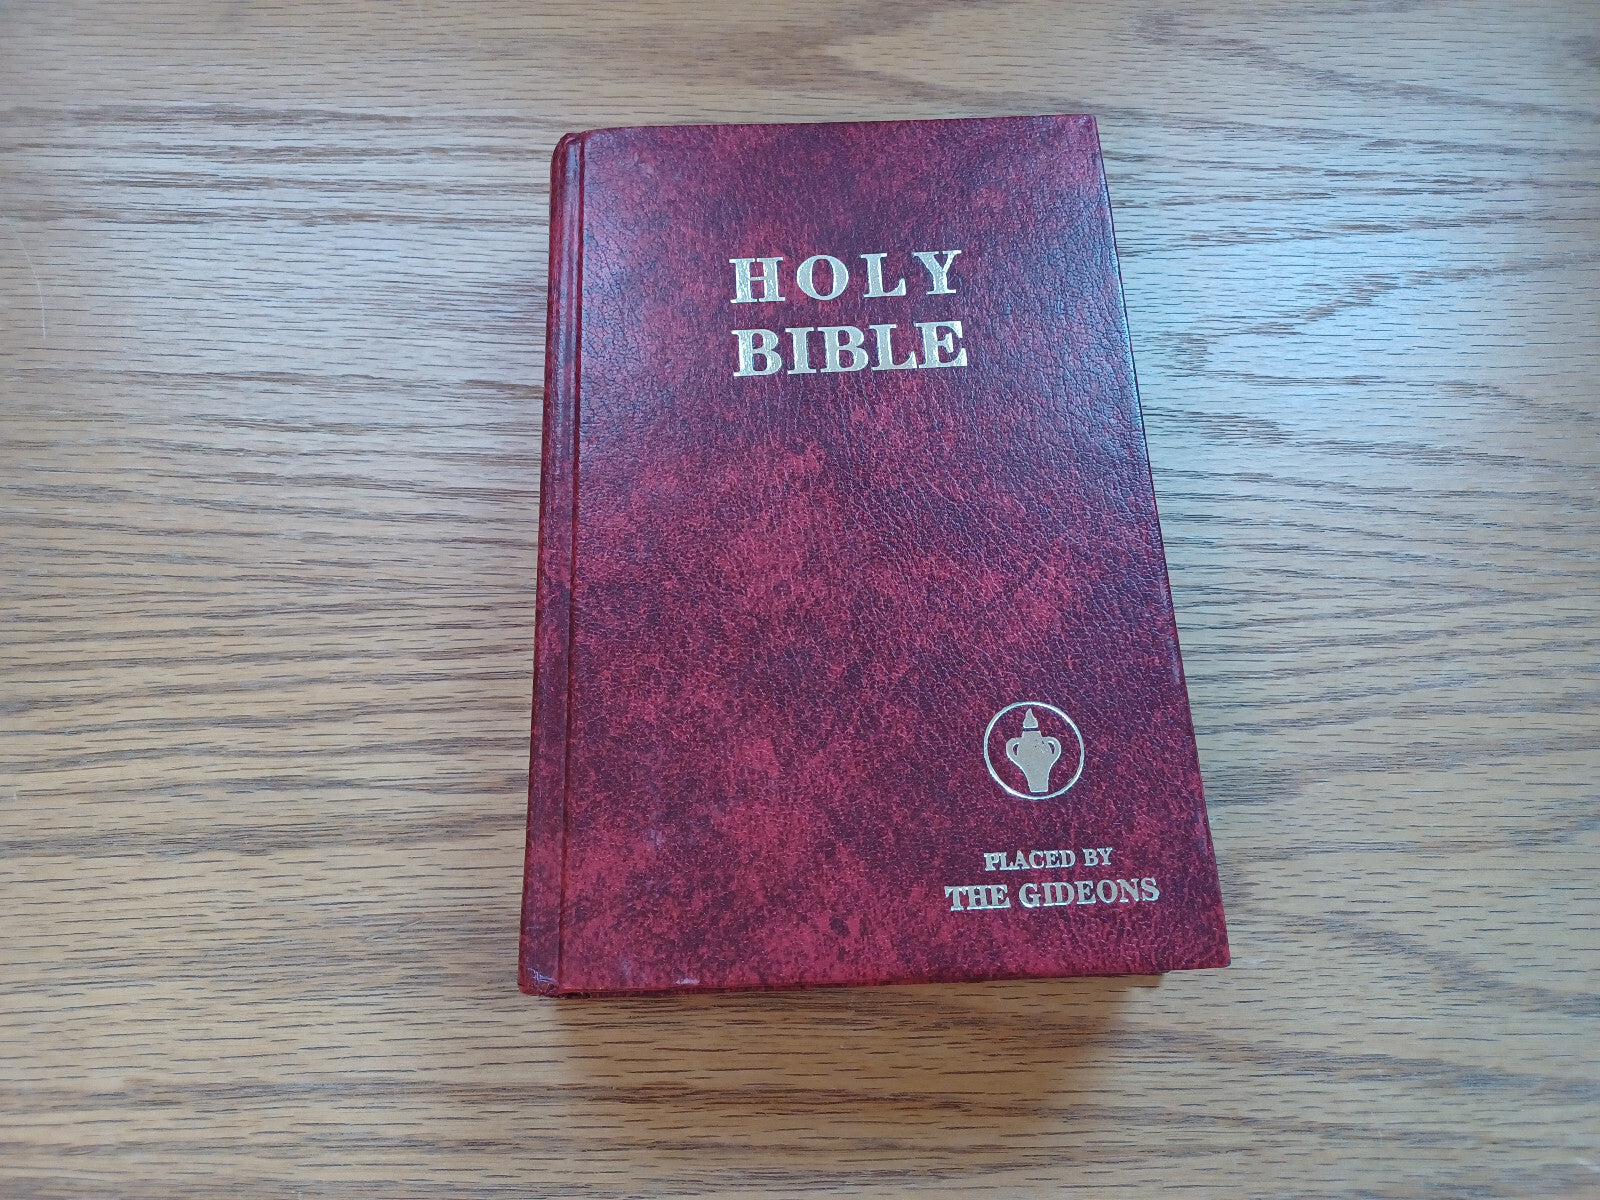 HOLY
BIBLE
PLACED BY
THE GIDEONS